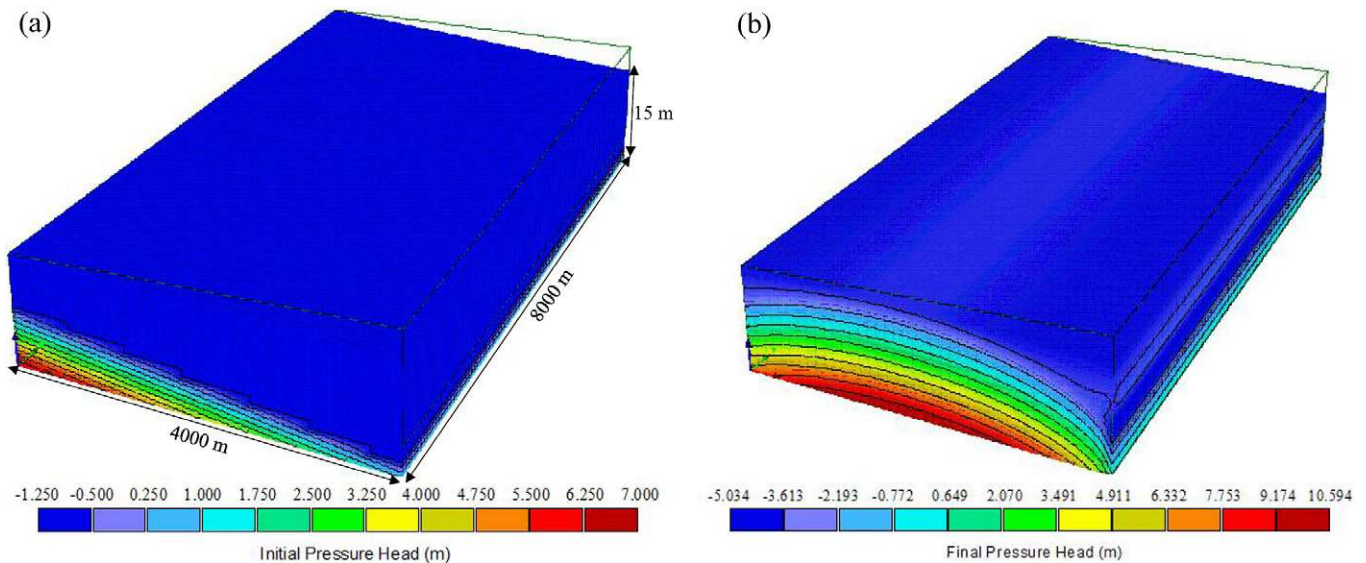 (a)
15 m
8000 m
4000 m
-1.250 -0.500 0.250 1.000 1.750 2.500 3.250 4.000 4.750 5.500 6.250 7.000
Initial Pressure Head (m)
(b)
-5.034 -3.613 -2.193 -0.772 0.649 2.070 3.491 4.911 6.332 7.753 9.174 10.594
Final Pressure Head (m)